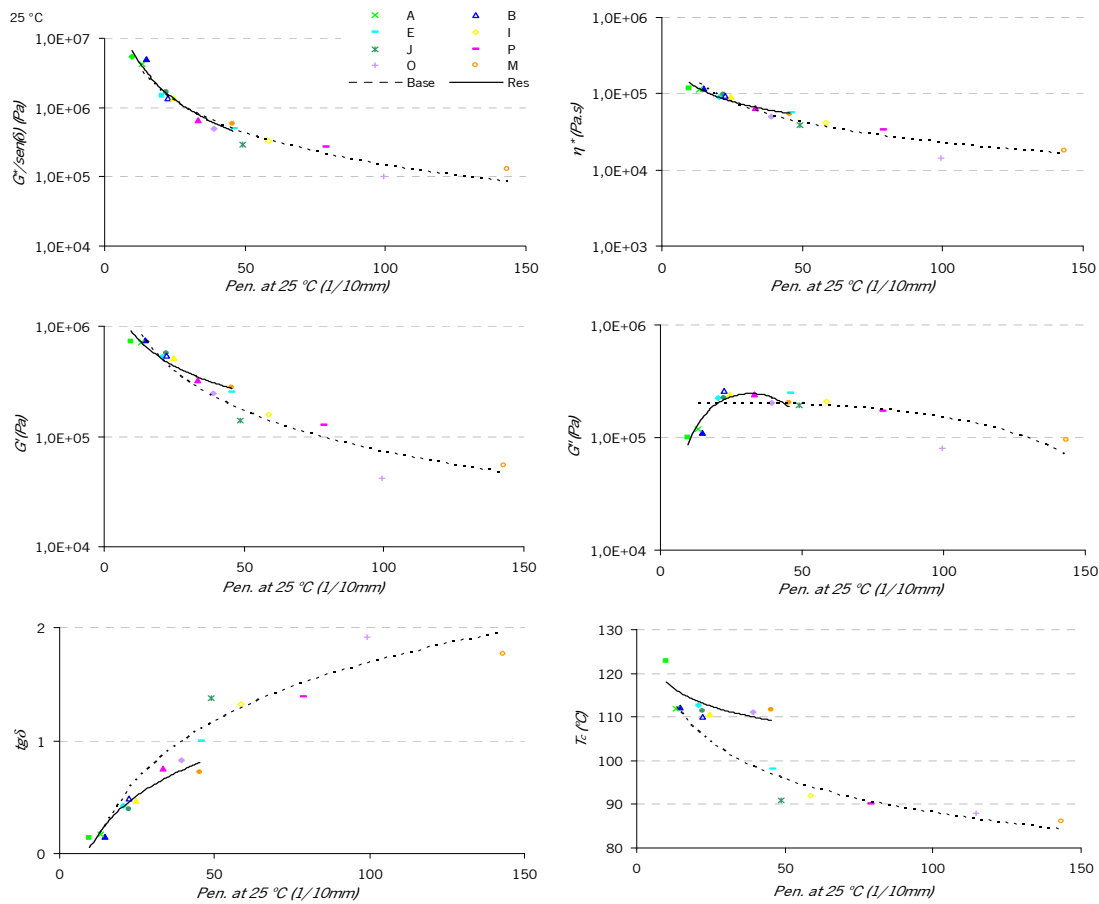 25 °C
A B
E I
J P
O M
Base Res
G*/sen(δ) (Pa)
1,0E+07
1,0E+06
1,0E+05
1,0E+04
0 50 100 150
Pen. at 25 °C (1/10mm)
η* (Pa.s)
1,0E+06
1,0E+05
1,0E+04
1,0E+03
0 50 100 150
Pen. at 25 °C (1/10mm)
G'(Pa)
1,0E+06
1,0E+05
1,0E+04
0 50 100 150
Pen. at 25 °C (1/10mm)
G'' (Pa)
1,0E+06
1,0E+05
1,0E+04
0 50 100 150
Pen. at 25 °C (1/10mm)
tgδ
2
1
0
0 50 100 150
Pen. at 25 °C (1/10mm)
Tc (°C)
130
120
110
100
90
80
0 50 100 150
Pen. at 25 °C (1/10mm)